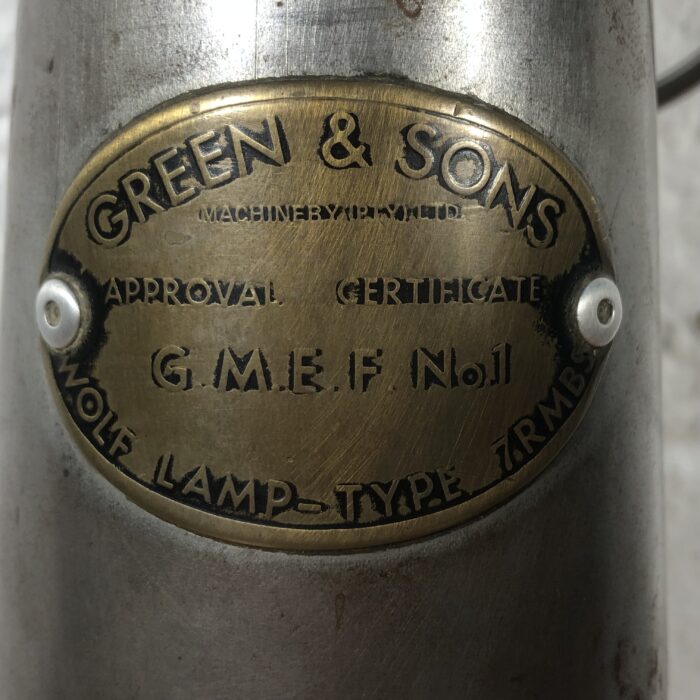 GREEN & SONS
MACHINERY (PTY) LTD.
APPROVAL CERTIFICATE
G.M.E.F. No.1
WOLF LAMP-TYPE 7.RMBS